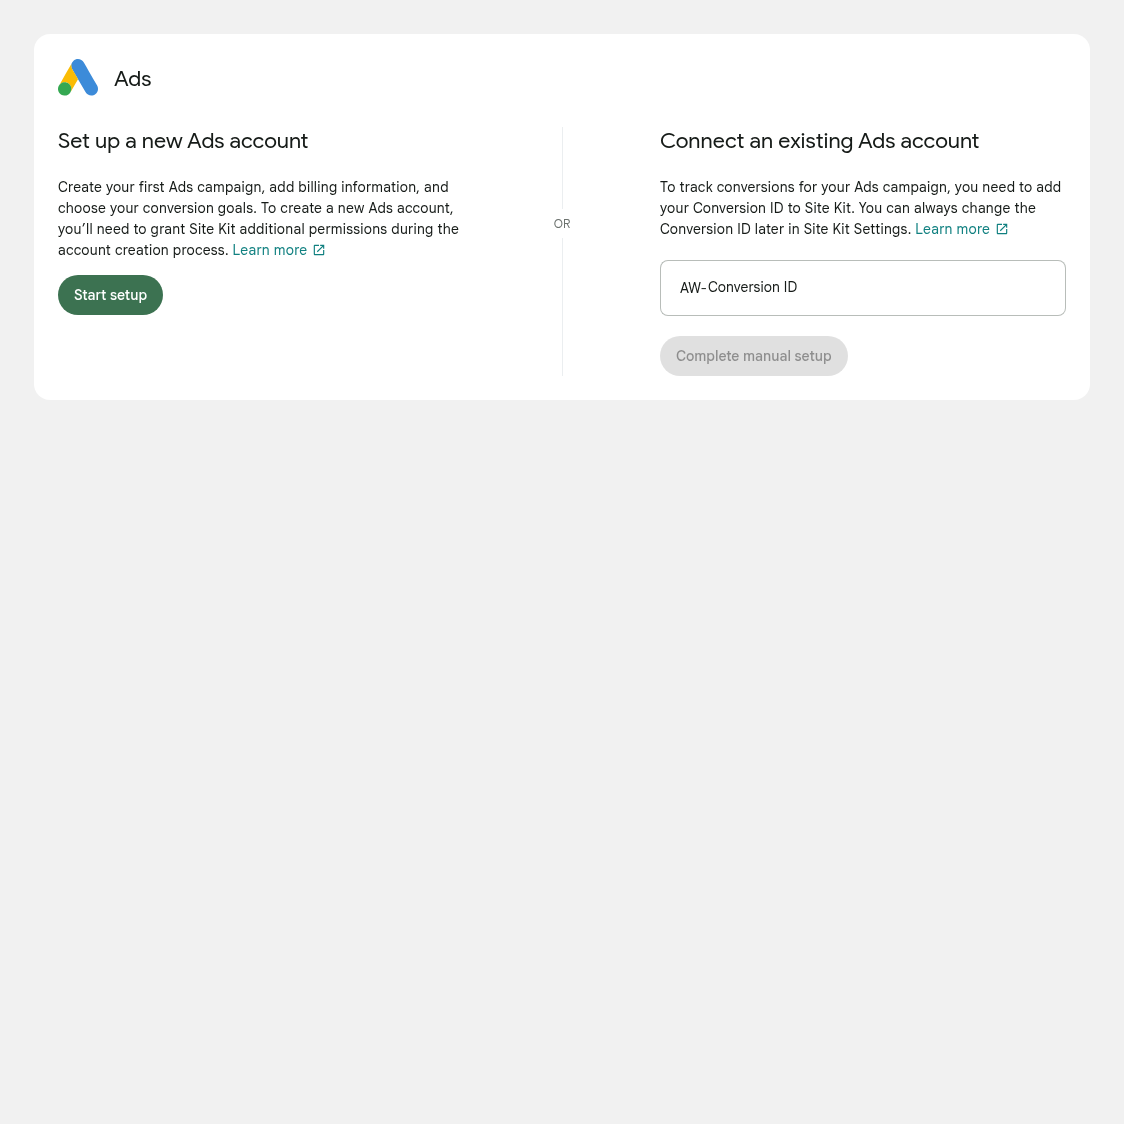 Ads
Set up a new Ads account
Create your first Ads campaign, add billing information, and
choose your conversion goals. To create a new Ads account,
you’ll need to grant Site Kit additional permissions during the
account creation process. Learn more
Start setup
OR
Connect an existing Ads account
To track conversions for your Ads campaign, you need to add
your Conversion ID to Site Kit. You can always change the
Conversion ID later in Site Kit Settings. Learn more
AW-Conversion ID
Complete manual setup